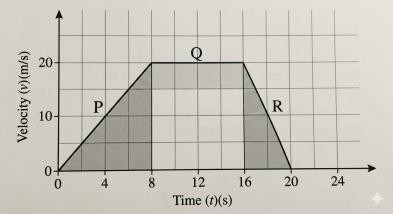 Velocity (v)(m/s)
20
10
0
P
Q
R
0 4 8 12 16 20 24
Time (t)(s)